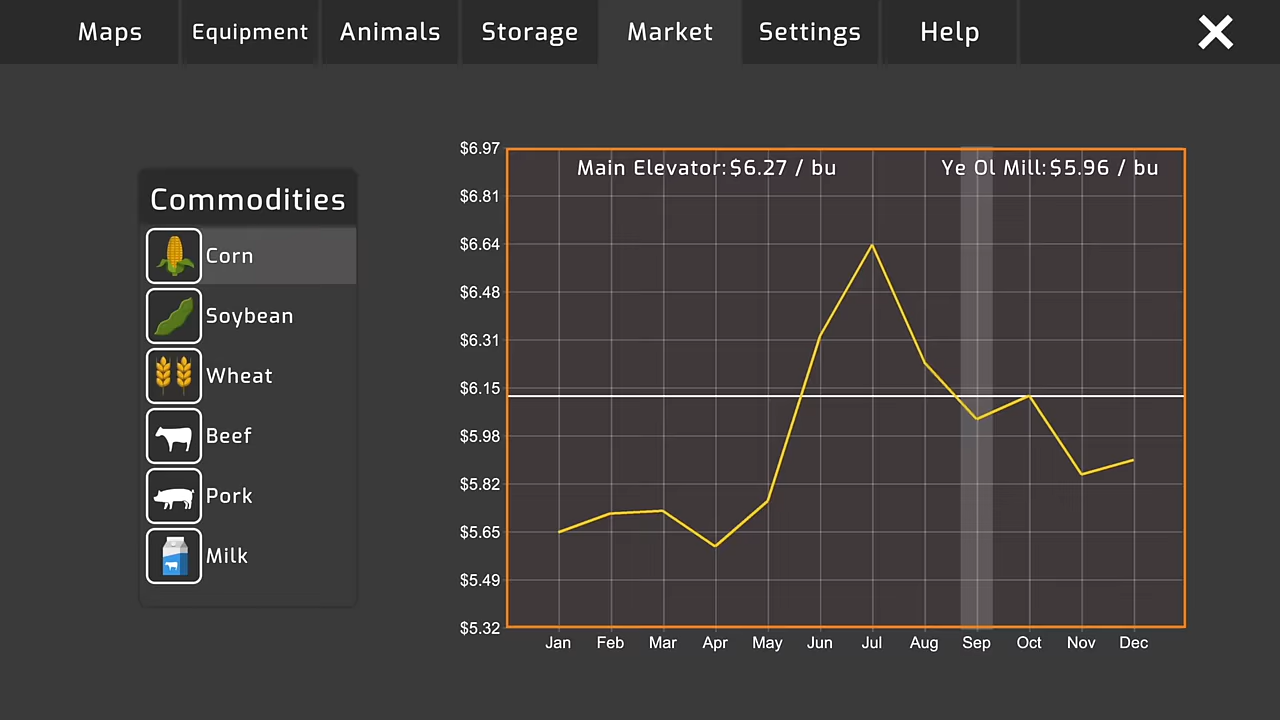 Maps Equipment Animals Storage Market Settings Help
Commodities
Corn
Soybean
Wheat
Beef
Pork
Milk
Main Elevator:$6.27 / bu Ye Ol Mill:$5.96 / bu
$6.97
$6.81
$6.64
$6.48
$6.31
$6.15
$5.98
$5.82
$5.65
$5.49
$5.32
Jan Feb Mar Apr May Jun Jul Aug Sep Oct Nov Dec